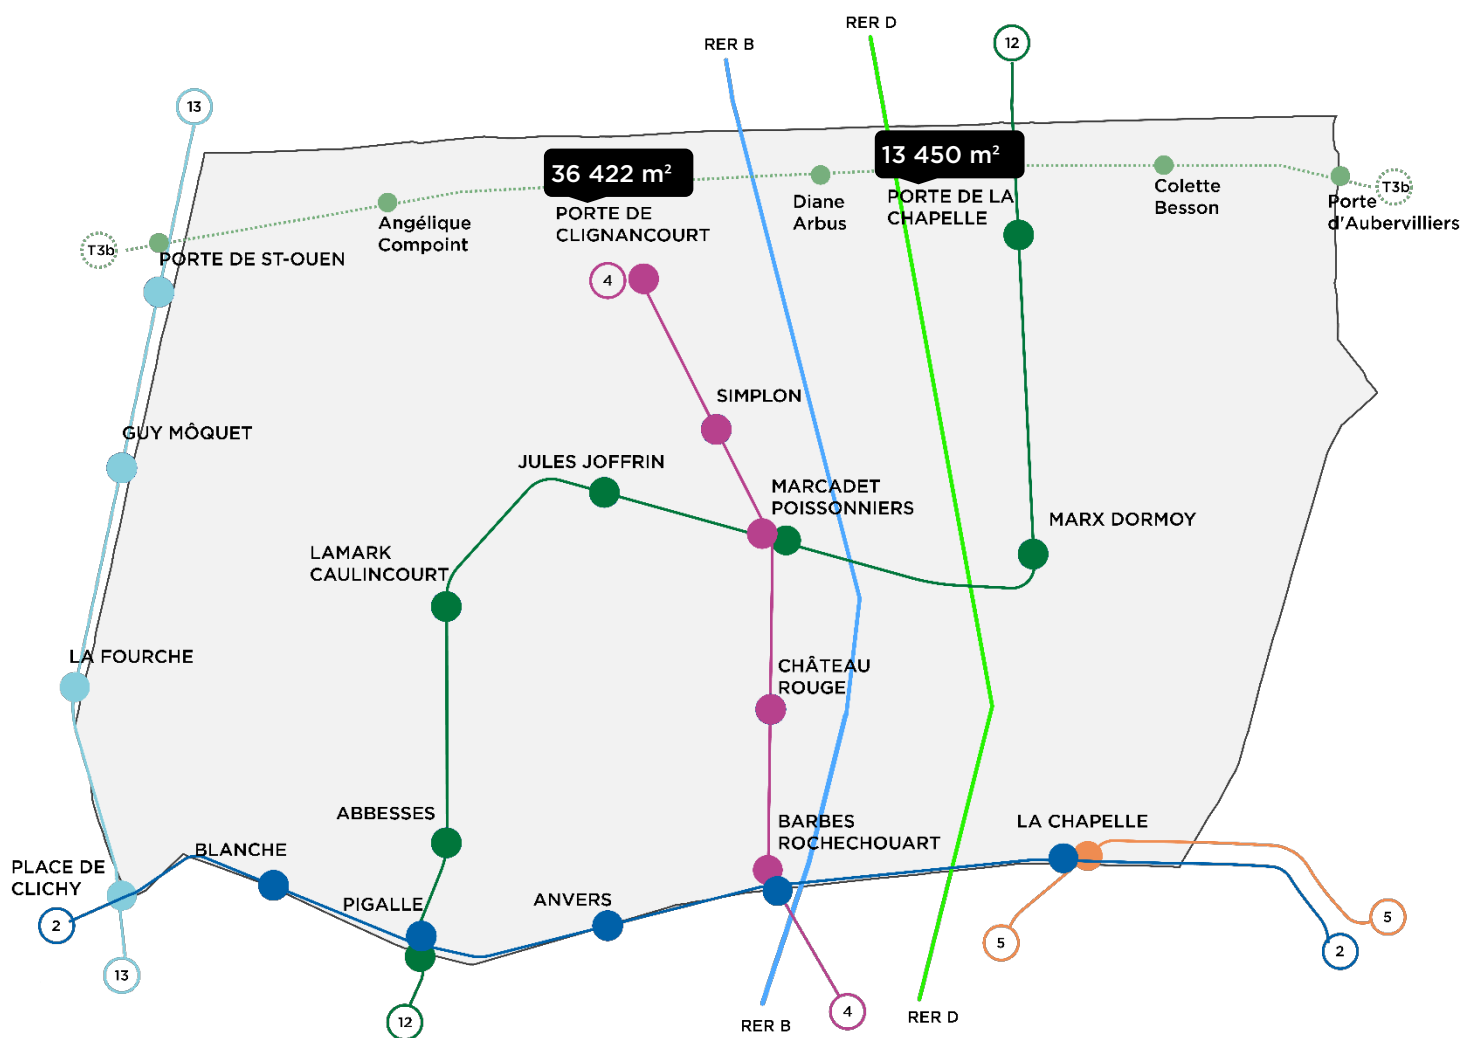 RER D
RER B
12
13
36 422 m²
13 450 m²
Diane
Arbus
PORTE DE LA
CHAPELLE
Colette
Besson
T3b
Porte
d'Aubervilliers
Angélique
Compoint
PORTE DE
CLIGNANCOURT
T3b
PORTE DE ST-OUEN
4
SIMPLON
GUY MÔQUET
JULES JOFFRIN
MARCADET
POISSONNIERS
MARX DORMOY
LAMARK
CAULINCOURT
LA FOURCHE
CHÂTEAU
ROUGE
ABBESSES
BARBES
ROCHECHOUART
LA CHAPELLE
BLANCHE
PLACE DE
CLICHY
PIGALLE
ANVERS
2
5
5
2
13
12
RER B
4
RER D